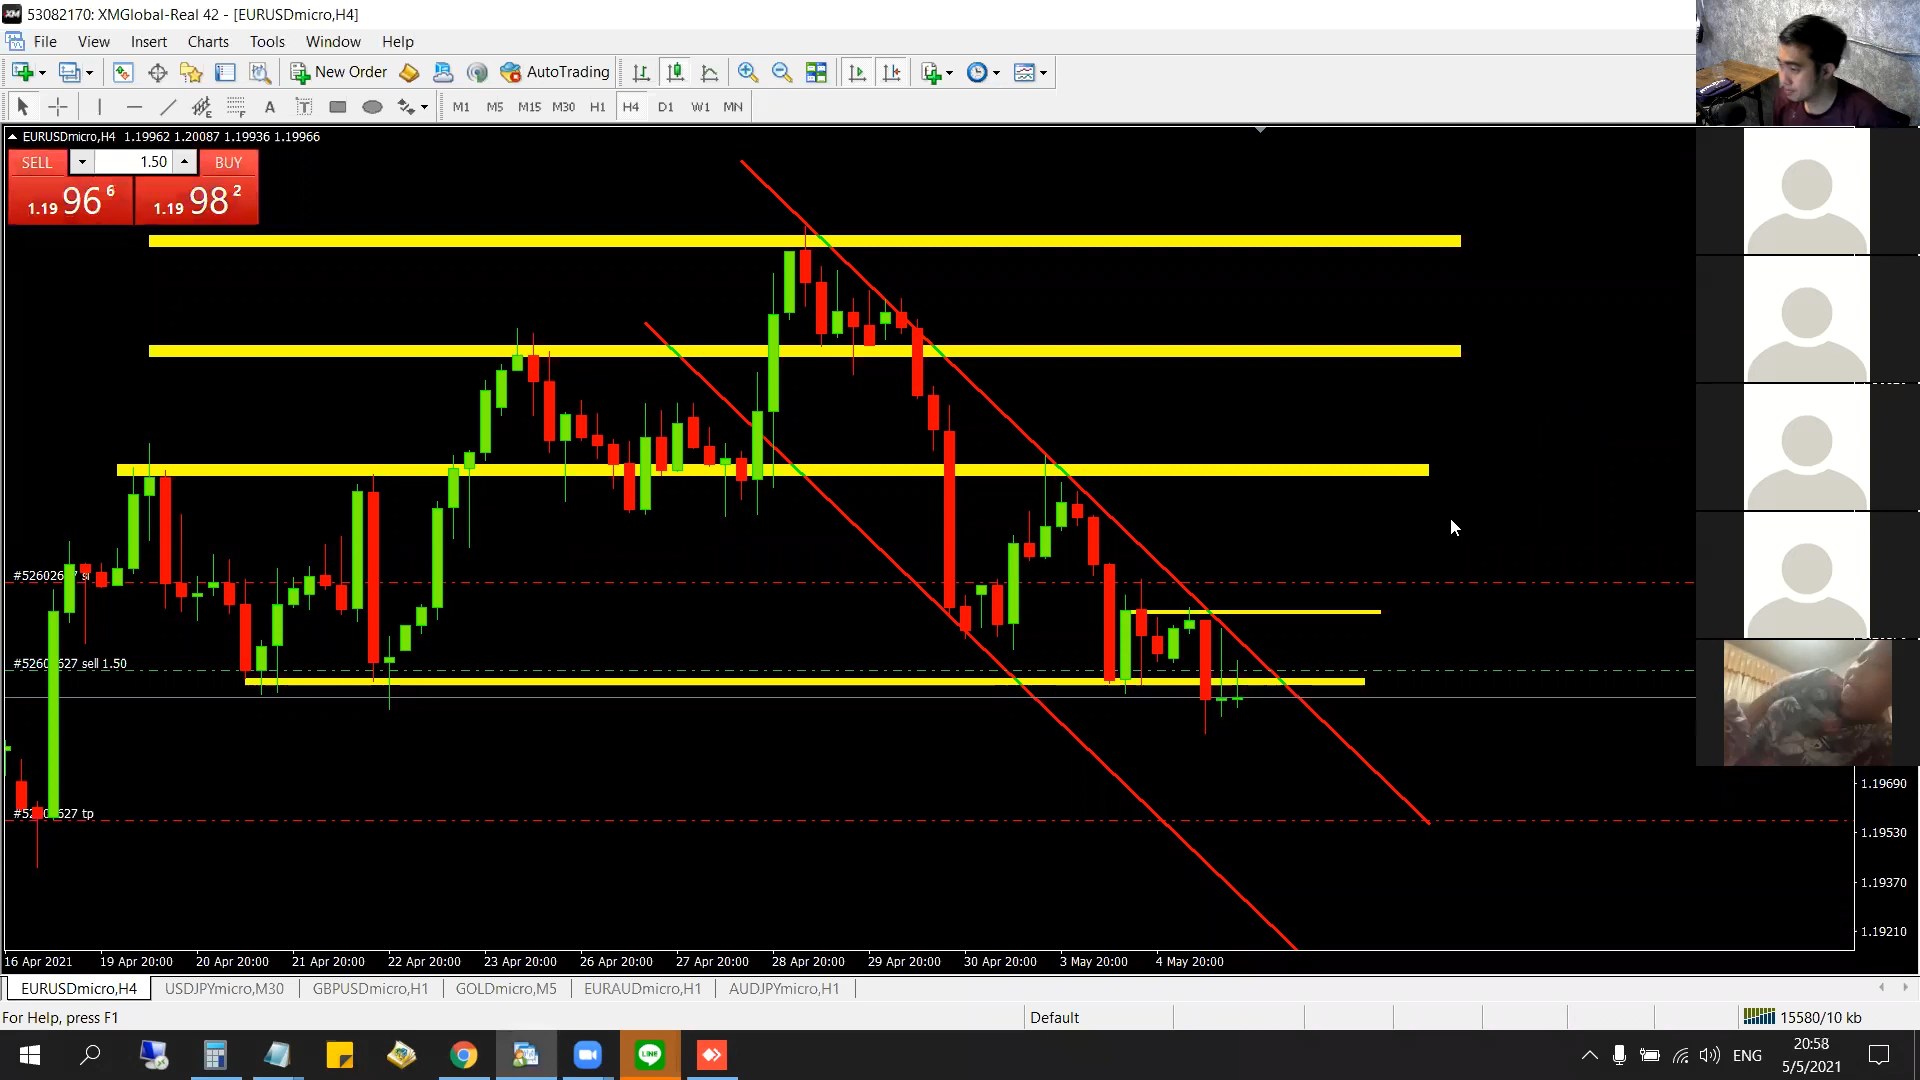 53082170: XMGlobal-Real 42 - [EURUSDmicro,H4]
File View Insert Charts Tools Window Help
New Order AutoTrading
A T M1 M5 M15 M30 H1 H4 D1 W1 MN
EURUSDmicro,H4 1.19962 1.20087 1.19936 1.19966
SELL 1.50 BUY
1.19 96 6 1.19 98 2
sell 1.50
tp
1.19690
1.19530
1.19370
1.19210
16 Apr 2021 19 Apr 20:00 20 Apr 20:00 21 Apr 20:00 22 Apr 20:00 23 Apr 20:00 26 Apr 20:00 27 Apr 20:00 28 Apr 20:00 29 Apr 20:00 30 Apr 20:00 3 May 20:00 4 May 20:00
EURUSDmicro,H4 USDJPYmicro,M30 GBPUSDmicro,H1 GOLDmicro,M5 EURAUDmicro,H1 AUDJPYmicro,H1
For Help, press F1 Default 15580/10 kb
LINE ENG 20:58
5/5/2021